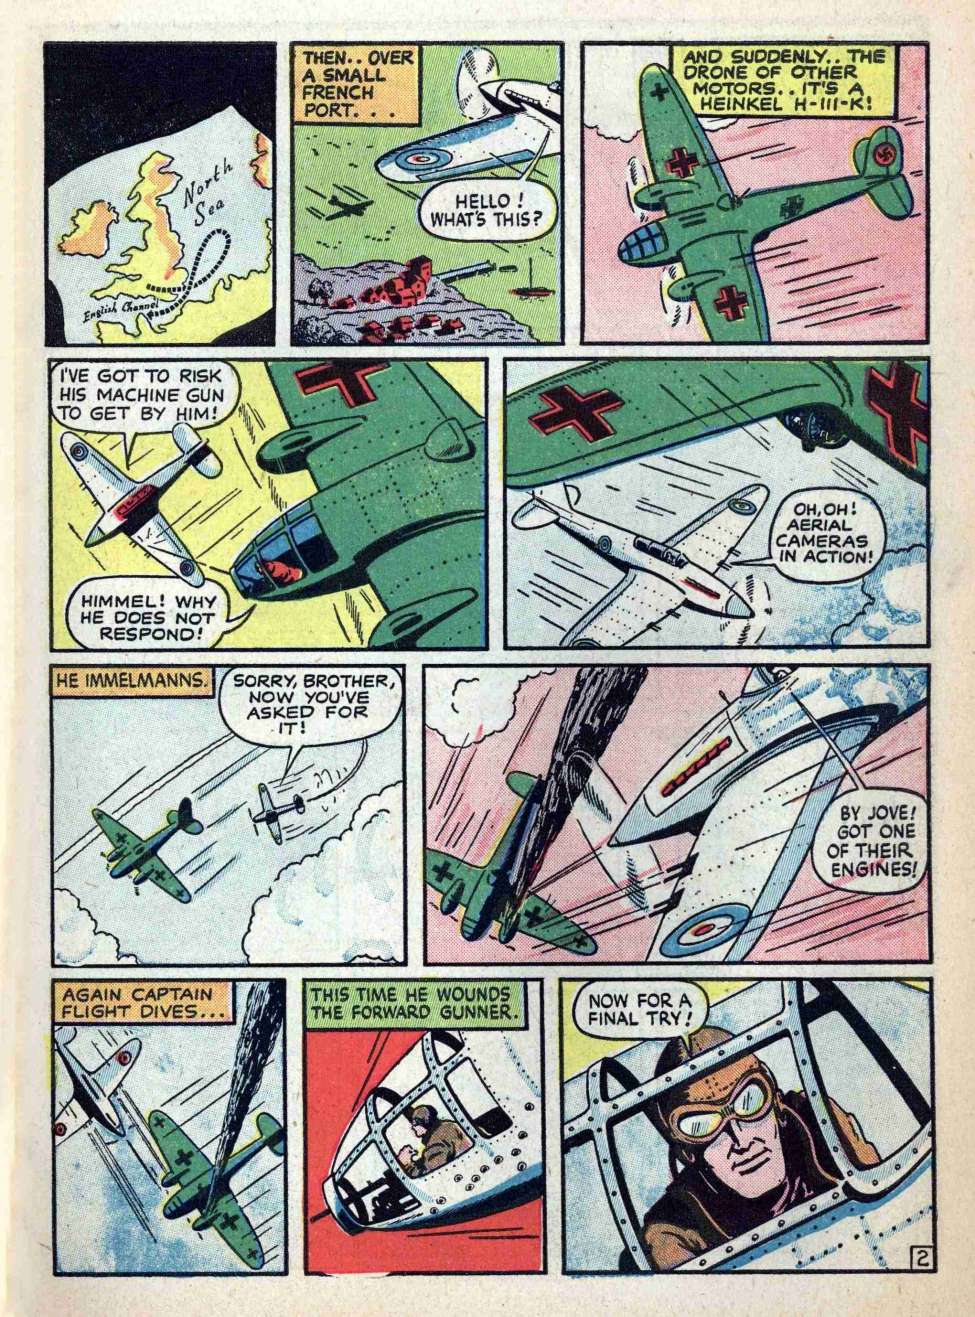 North
Sea
English Channel
THEN.. OVER
A SMALL
FRENCH
PORT. . .
HELLO!
WHAT'S THIS?
AND SUDDENLY.. THE
DRONE OF OTHER
MOTORS.. IT'S A
HEINKEL H-III-K!
I'VE GOT TO RISK
HIS MACHINE GUN
TO GET BY HIM!
HIMMEL! WHY
HE DOES NOT
RESPOND!
OH, OH!
AERIAL
CAMERAS
IN ACTION!
HE IMMELMANNS.
SORRY, BROTHER,
NOW YOU'VE
ASKED FOR
IT!
BY JOVE!
GOT ONE
OF THEIR
ENGINES!
AGAIN CAPTAIN
FLIGHT DIVES...
THIS TIME HE WOUNDS
THE FORWARD GUNNER.
NOW FOR A
FINAL TRY!
2